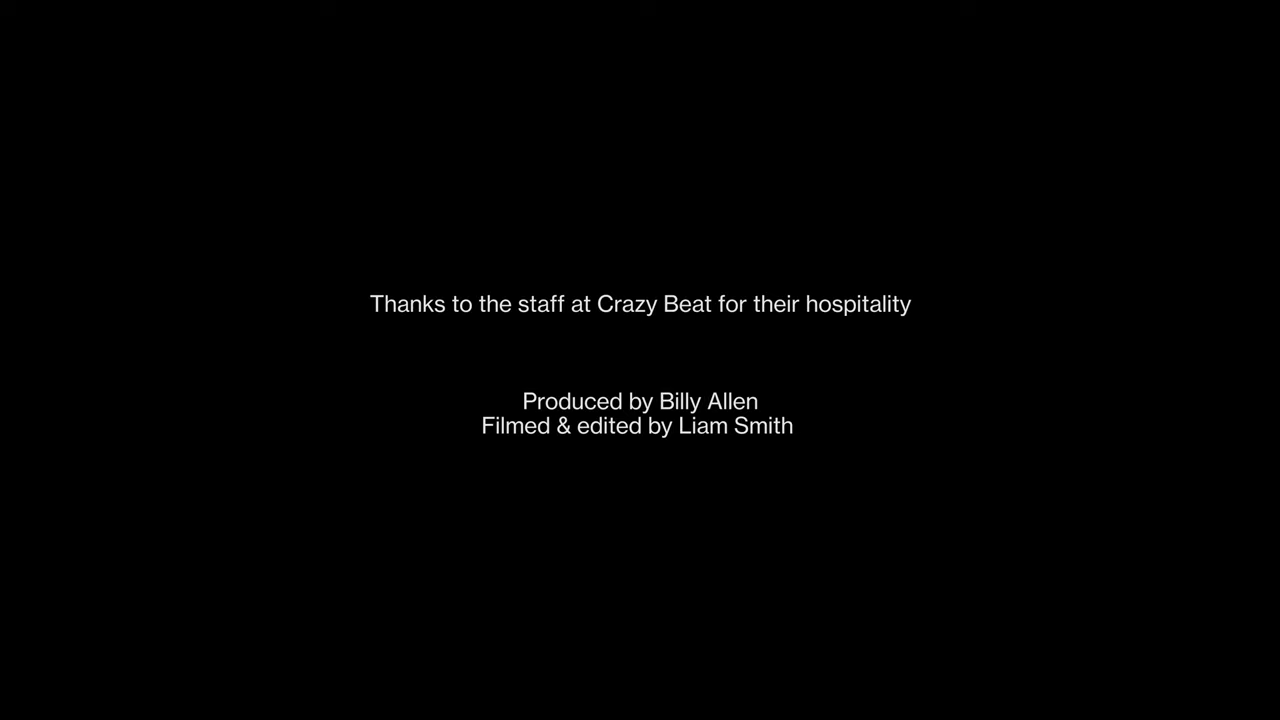 Thanks to the staff at Crazy Beat for their hospitality
Produced by Billy Allen
Filmed & edited by Liam Smith